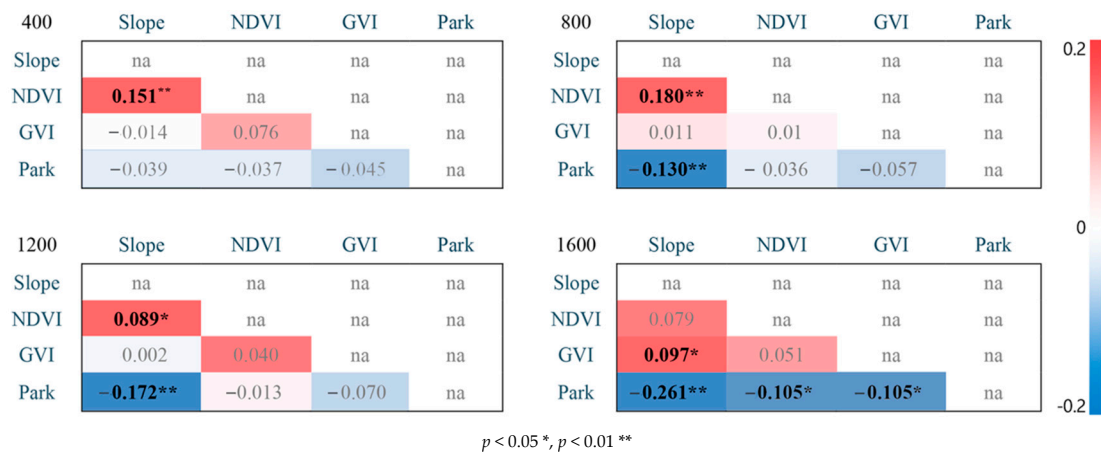 400 Slope NDVI GVI Park
Slope na na na na
NDVI 0.151** na na na
GVI −0.014 0.076 na na
Park −0.039 −0.037 −0.045 na
800 Slope NDVI GVI Park
Slope na na na na
NDVI 0.180** na na na
GVI 0.011 0.01 na na
Park −0.130** − 0.036 −0.057 na
1200 Slope NDVI GVI Park
Slope na na na na
NDVI 0.089* na na na
GVI 0.002 0.040 na na
Park −0.172** −0.013 −0.070 na
1600 Slope NDVI GVI Park
Slope na na na na
NDVI 0.079 na na na
GVI 0.097* 0.051 na na
Park −0.261** −0.105* −0.105* na
0.2
0
-0.2
p < 0.05 *, p < 0.01 **